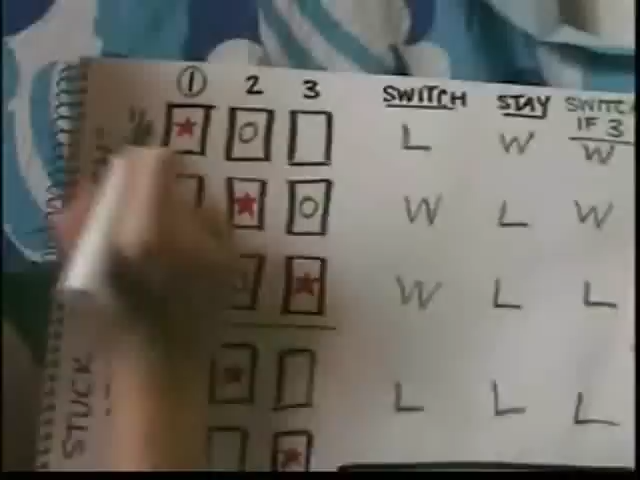 ① 2 3 SWITCH STAY SWITCH
IF 3
O L W W
O W L W
W L L
L L L
STUCK